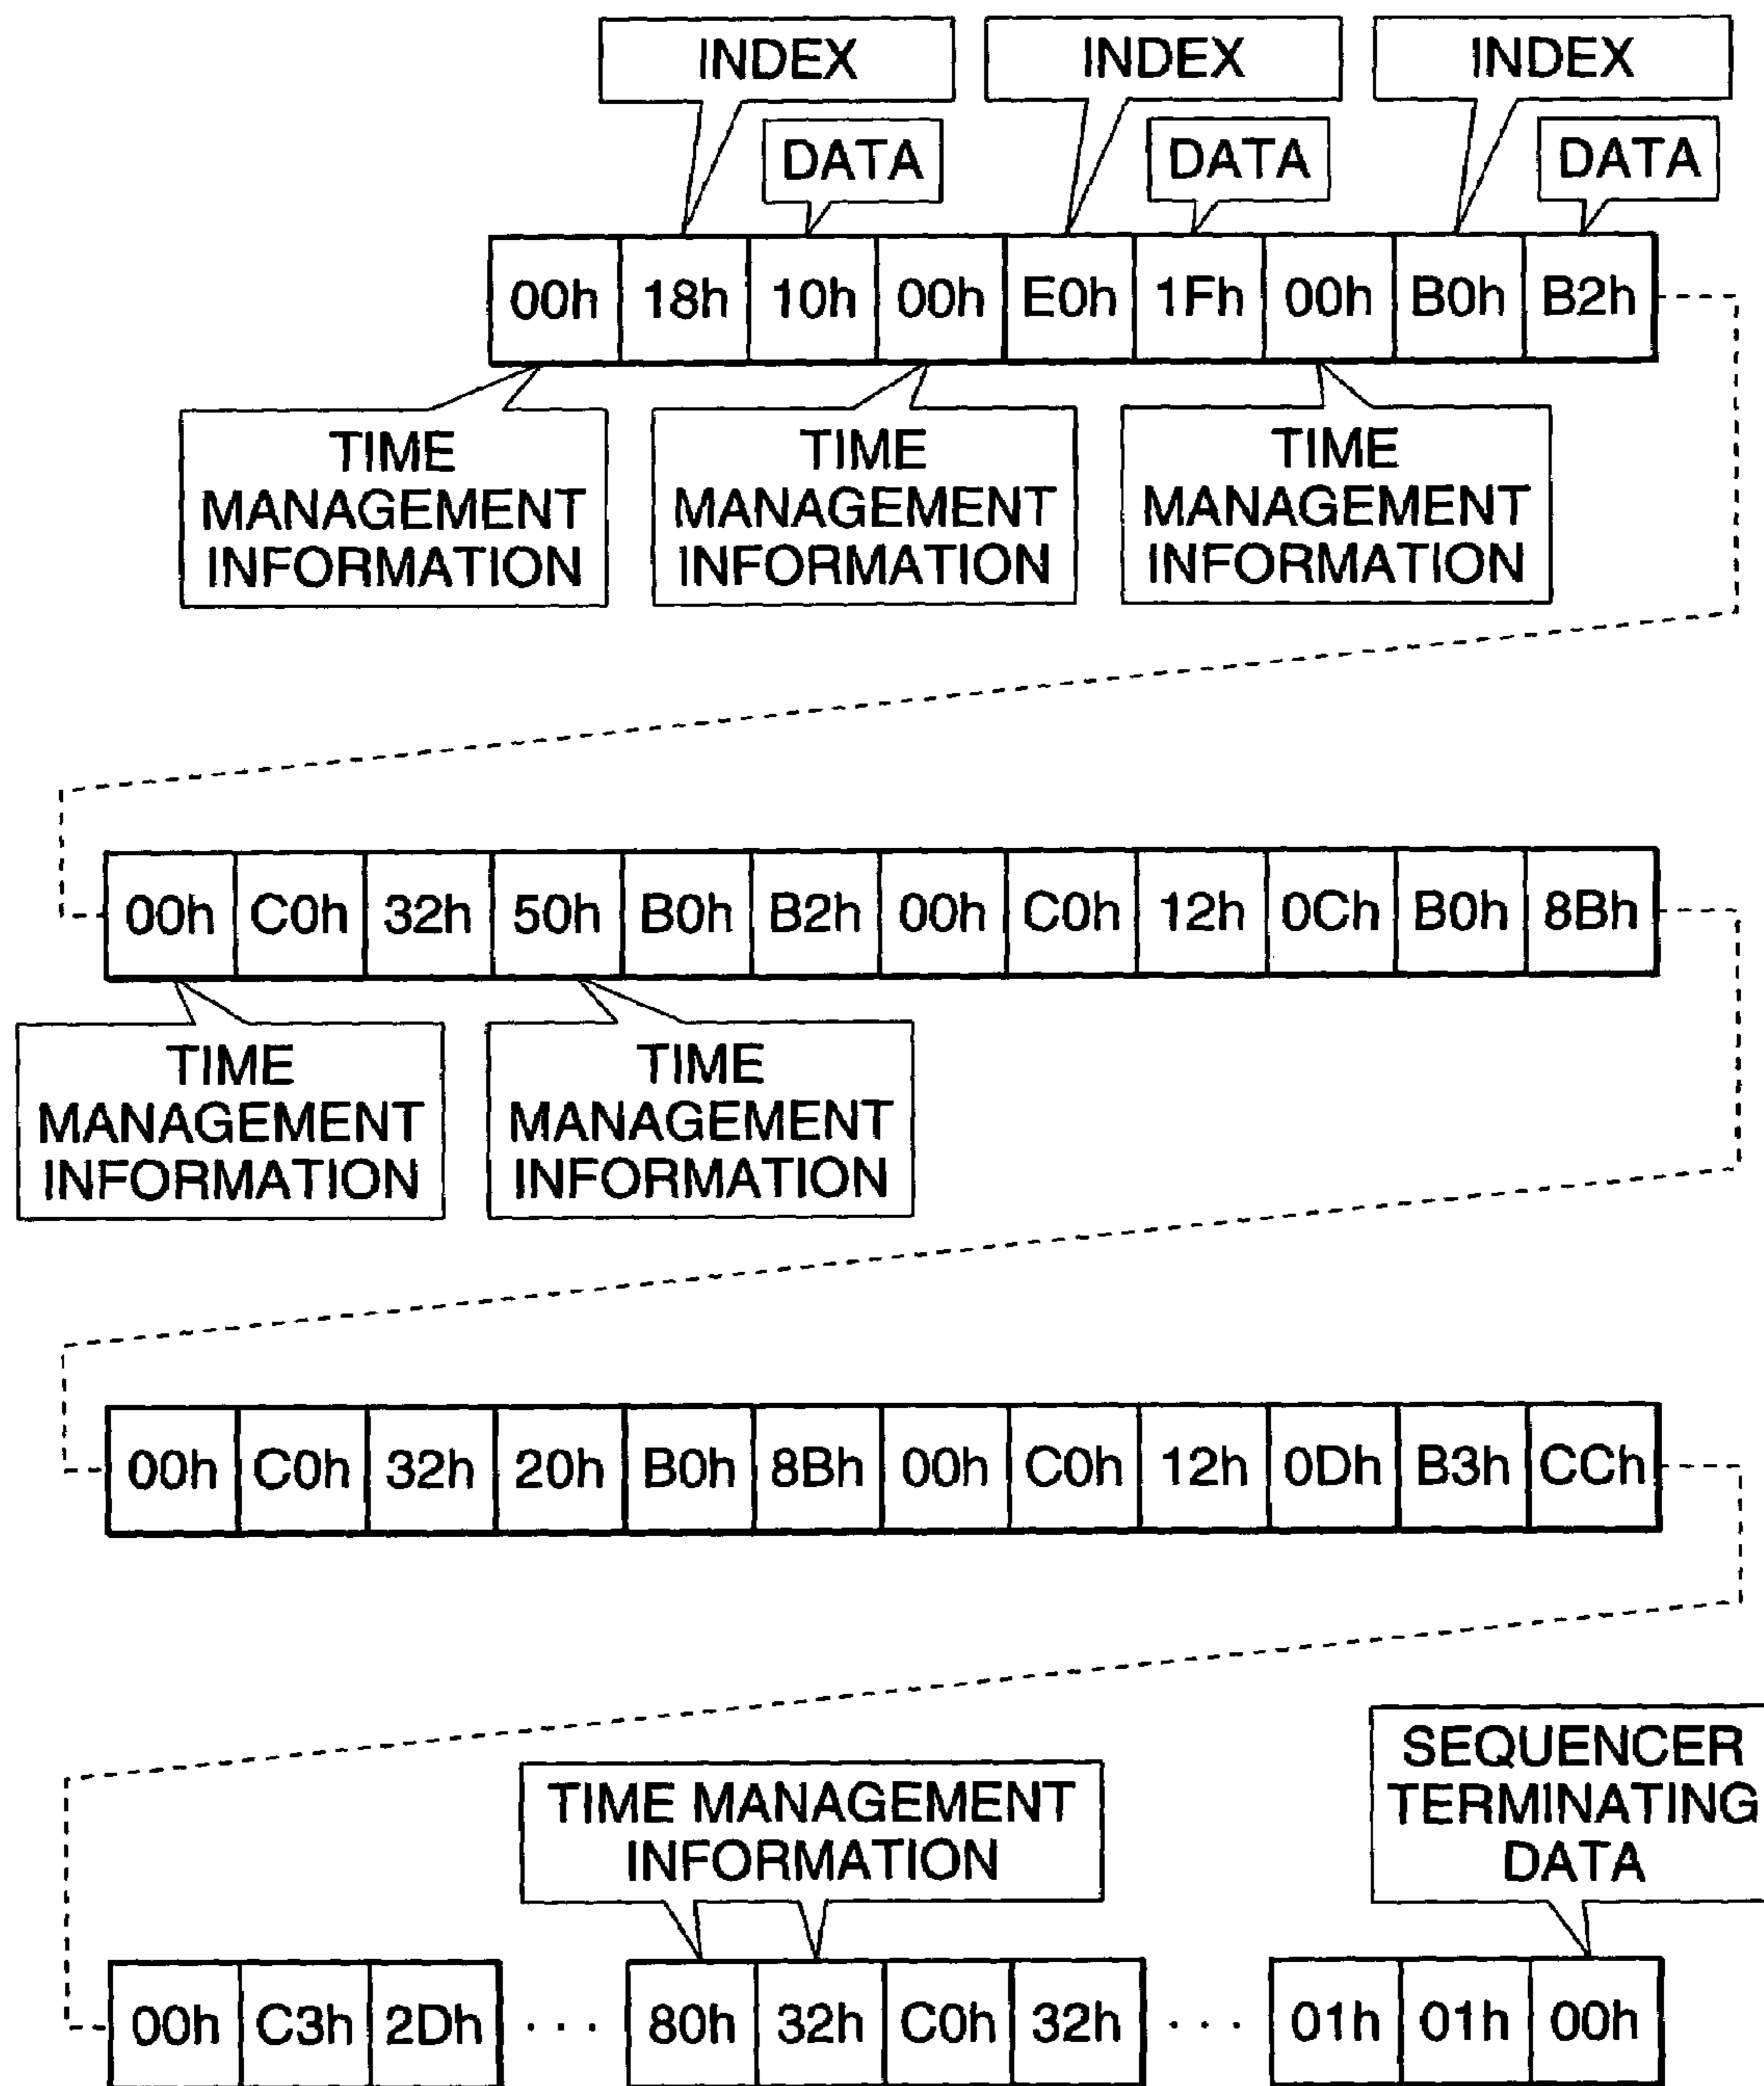 INDEX INDEX INDEX
DATA DATA DATA
00h 18h 10h 00h E0h 1Fh 00h B0h B2h
TIME
MANAGEMENT
INFORMATION
TIME
MANAGEMENT
INFORMATION
TIME
MANAGEMENT
INFORMATION
00h C0h 32h 50h B0h B2h 00h C0h 12h 0Ch B0h 8Bh
TIME
MANAGEMENT
INFORMATION
TIME
MANAGEMENT
INFORMATION
00h C0h 32h 20h B0h 8Bh 00h C0h 12h 0Dh B3h CCh
TIME MANAGEMENT
INFORMATION
SEQUENCER
TERMINATING
DATA
00h C3h 2Dh ··· 80h 32h C0h 32h ··· 01h 01h 00h